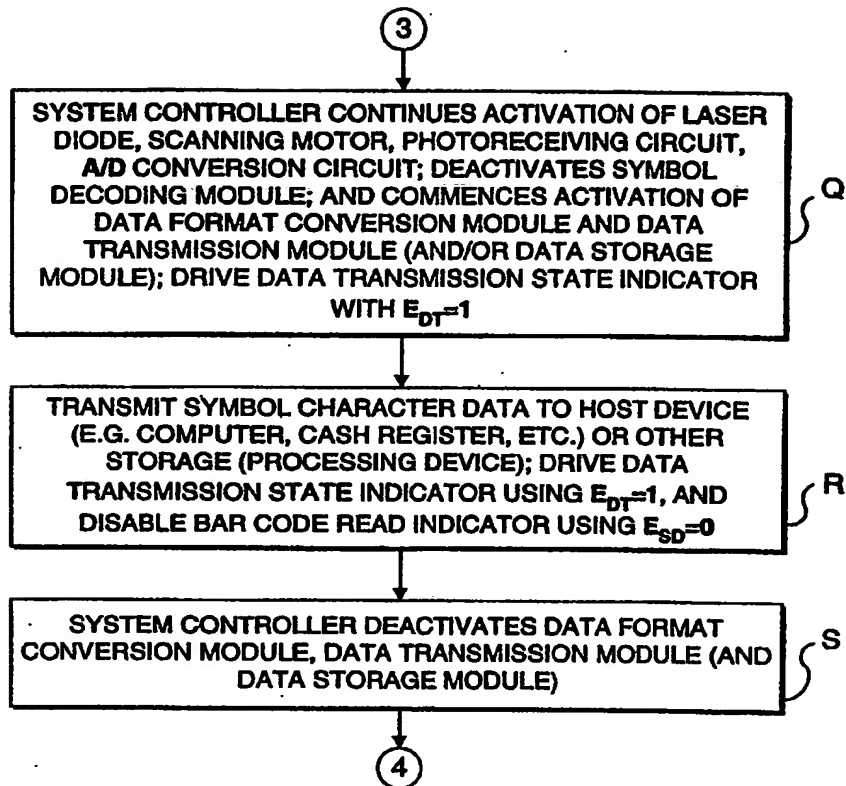 3
SYSTEM CONTROLLER CONTINUES ACTIVATION OF LASER
DIODE, SCANNING MOTOR, PHOTORECEIVING CIRCUIT,
A/D CONVERSION CIRCUIT; DEACTIVATES SYMBOL
DECODING MODULE; AND COMMENCES ACTIVATION OF
DATA FORMAT CONVERSION MODULE AND DATA
TRANSMISSION MODULE (AND/OR DATA STORAGE
MODULE); DRIVE DATA TRANSMISSION STATE INDICATOR
WITH E_DT=1
Q
TRANSMIT SYMBOL CHARACTER DATA TO HOST DEVICE
(E.G. COMPUTER, CASH REGISTER, ETC.) OR OTHER
STORAGE (PROCESSING DEVICE); DRIVE DATA
TRANSMISSION STATE INDICATOR USING E_DT=1, AND
DISABLE BAR CODE READ INDICATOR USING E_SD=0
R
SYSTEM CONTROLLER DEACTIVATES DATA FORMAT
CONVERSION MODULE, DATA TRANSMISSION MODULE (AND
DATA STORAGE MODULE)
S
4